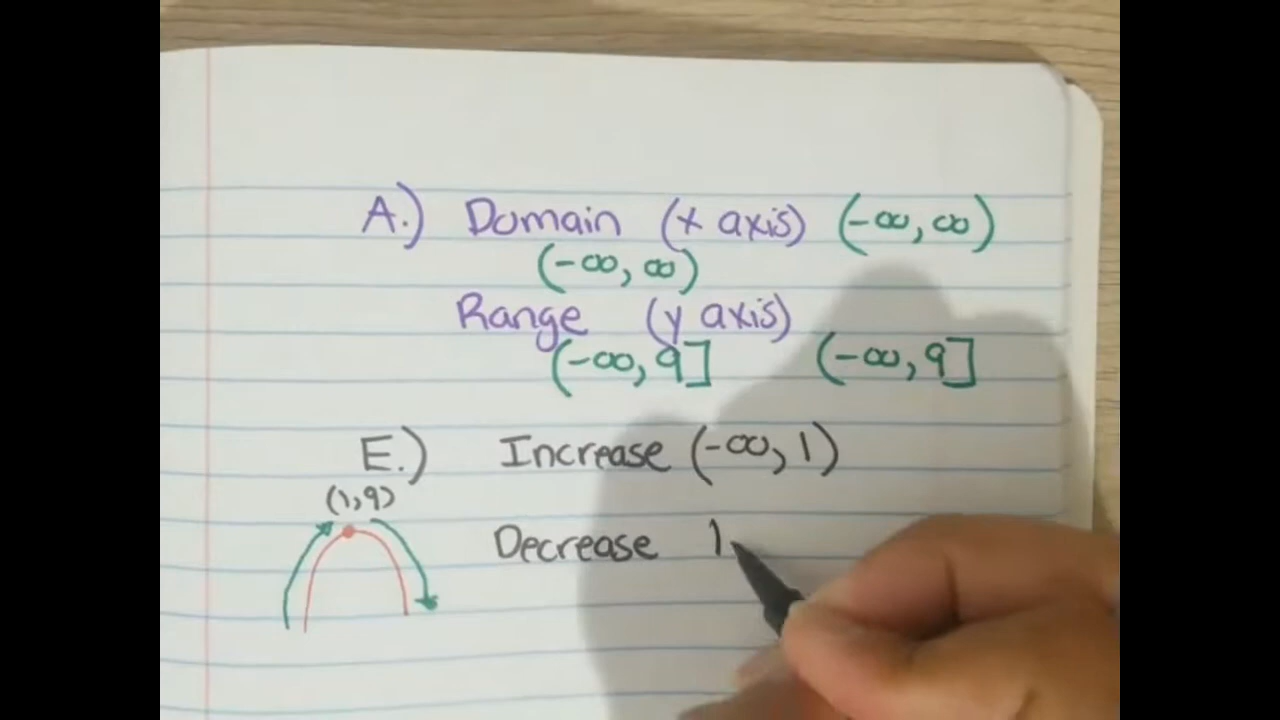 A.) Domain (x axis) (-∞, ∞)
(-∞, ∞)
Range (y axis)
(-∞, 9] (-∞, 9]
E.) Increase (-∞, 1)
(1, 9)
Decrease 1